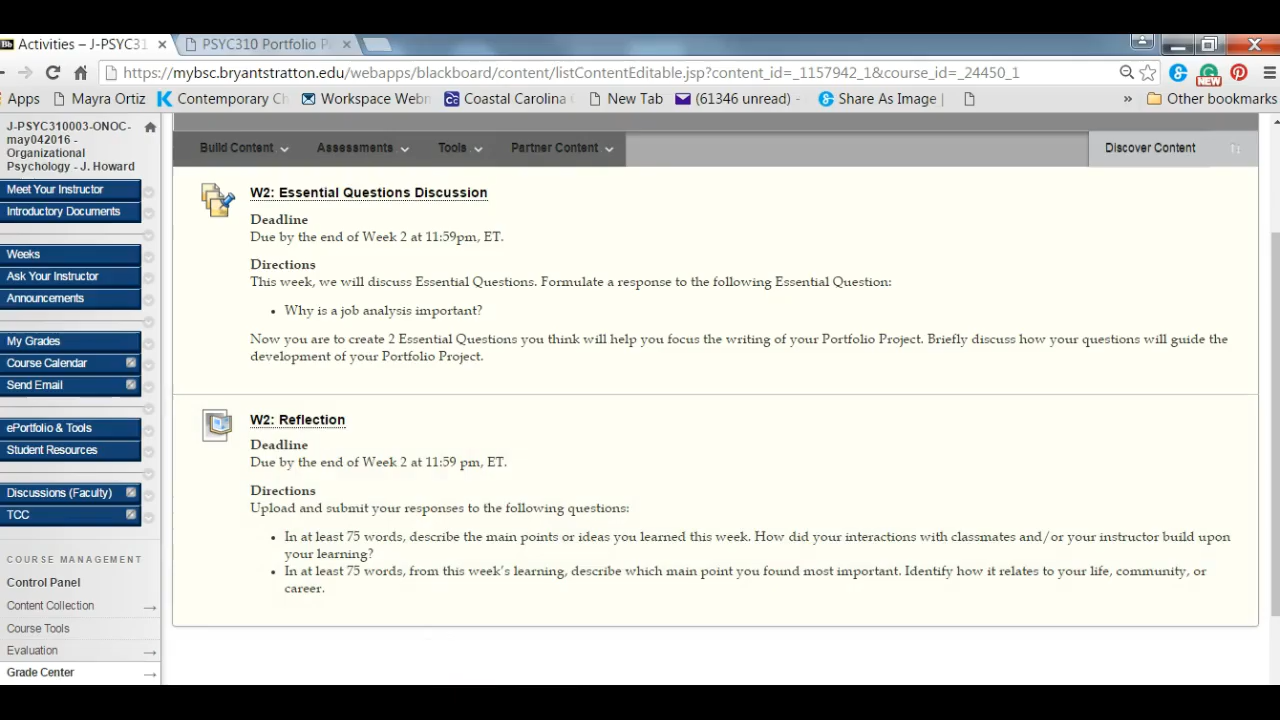 Bb Activities – J-PSYC31
PSYC310 Portfolio P
https://mybsc.bryantstratton.edu/webapps/blackboard/content/listContentEditable.jsp?content_id=_1157942_1&course_id=_24450_1
NEW
Apps
Mayra Ortiz
Contemporary Ch
Workspace Webm
Coastal Carolina
New Tab
(61346 unread)
Share As Image
»
Other bookmarks
J-PSYC310003-ONOC-
may042016 -
Organizational
Psychology - J. Howard
Meet Your Instructor
Introductory Documents
Weeks
Ask Your Instructor
Announcements
My Grades
Course Calendar
Send Email
ePortfolio & Tools
Student Resources
Discussions (Faculty)
TCC
COURSE MANAGEMENT
Control Panel
Content Collection
Course Tools
Evaluation
Grade Center
Build Content
Assessments
Tools
Partner Content
Discover Content
W2: Essential Questions Discussion
Deadline
Due by the end of Week 2 at 11:59pm, ET.
Directions
This week, we will discuss Essential Questions. Formulate a response to the following Essential Question:
• Why is a job analysis important?
Now you are to create 2 Essential Questions you think will help you focus the writing of your Portfolio Project. Briefly discuss how your questions will guide the
development of your Portfolio Project.
W2: Reflection
Deadline
Due by the end of Week 2 at 11:59 pm, ET.
Directions
Upload and submit your responses to the following questions:
• In at least 75 words, describe the main points or ideas you learned this week. How did your interactions with classmates and/or your instructor build upon
your learning?
• In at least 75 words, from this week's learning, describe which main point you found most important. Identify how it relates to your life, community, or
career.